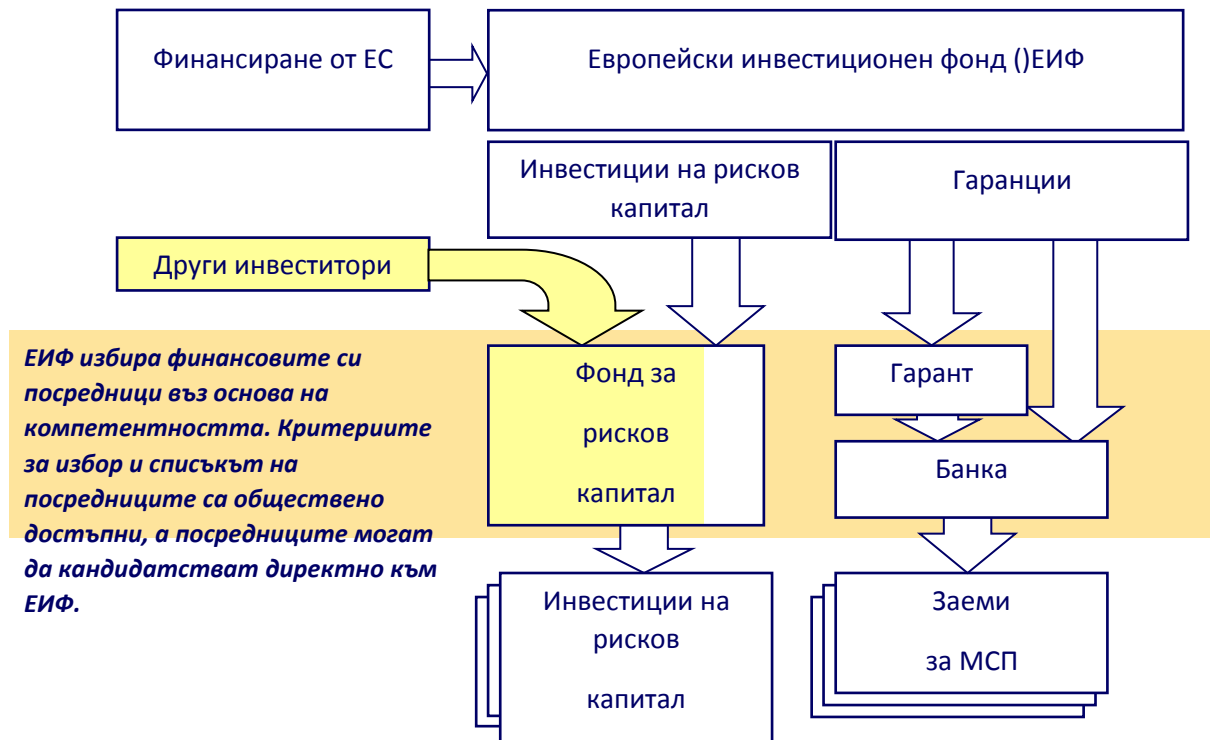 Финансиране от ЕС
Европейски инвестиционен фонд ()ЕИФ
Инвестиции на рисков
капитал
Гаранции
Други инвеститори
ЕИФ избира финансовите си
посредници въз основа на
компетентността. Критериите
за избор и списъкът на
посредниците са обществено
достъпни, а посредниците могат
да кандидатстват директно към
ЕИФ.
Фонд за
рисков
капитал
Гарант
Банка
Инвестиции на
рисков
капитал
Заеми
за МСП